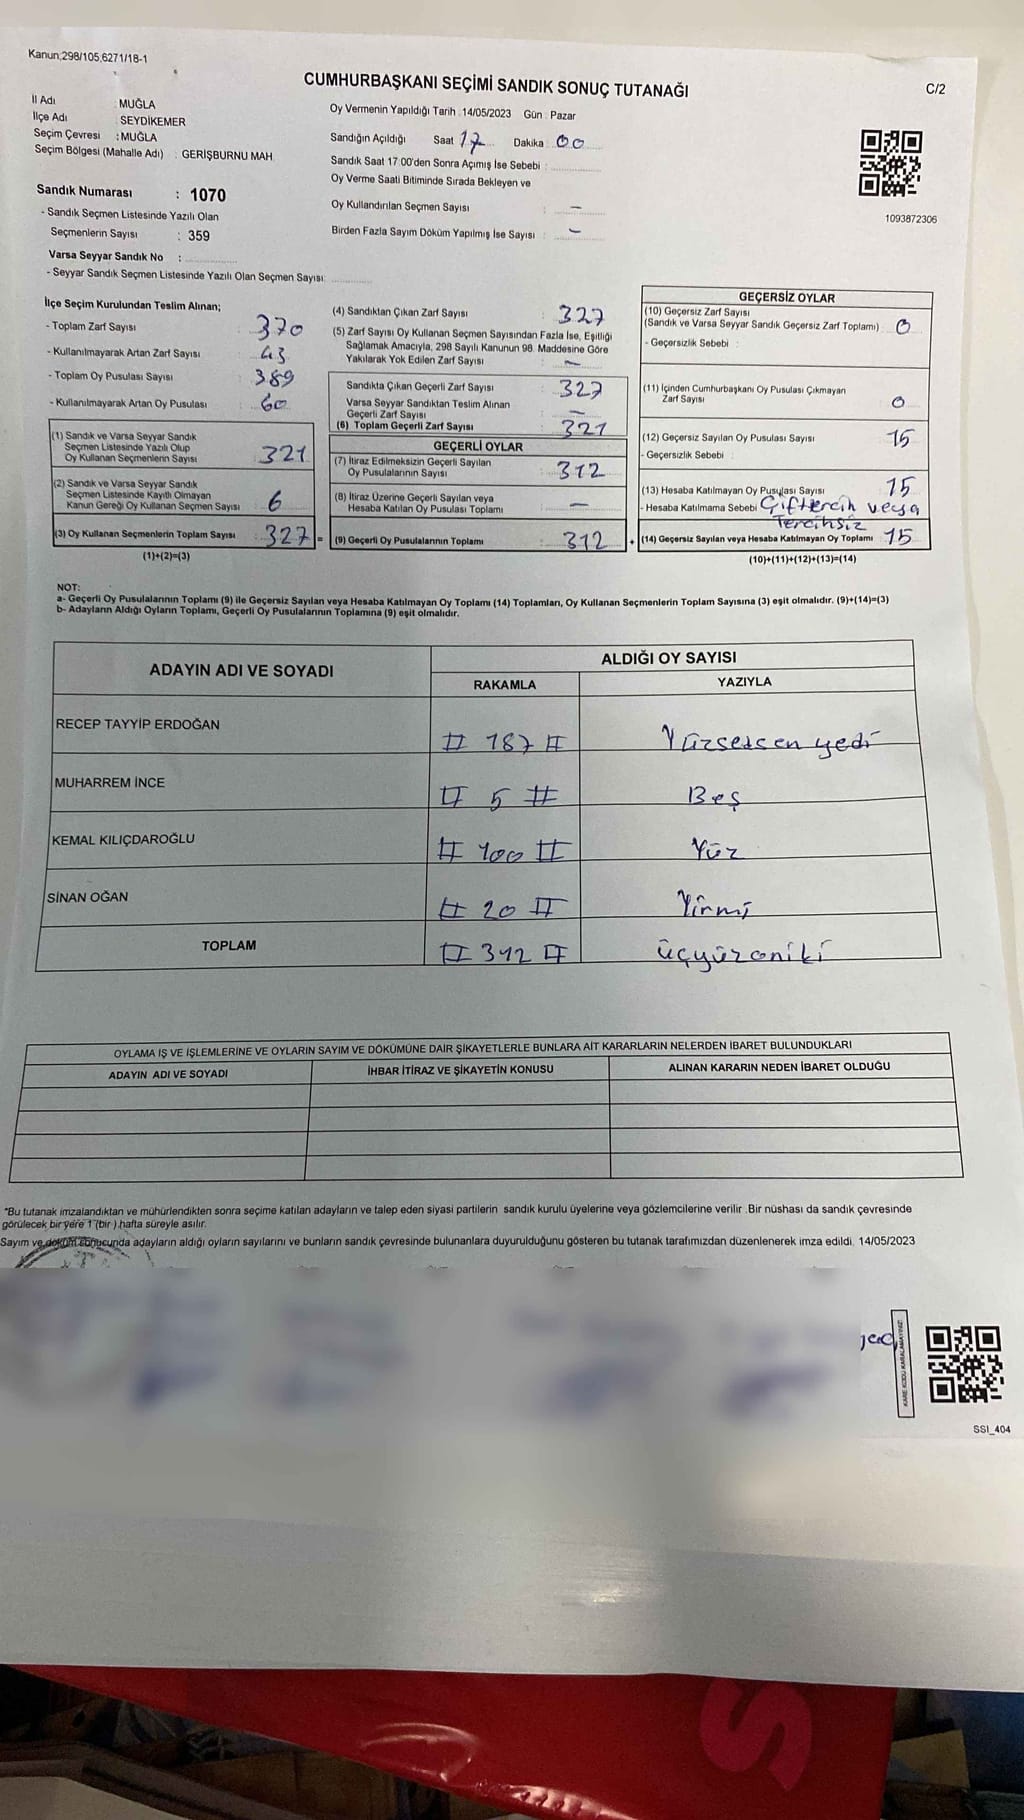 Kanun;298/105,6271/18-1
CUMHURBAŞKANI SEÇİMİ SANDIK SONUÇ TUTANAĞI
C/2
İl Adı : MUĞLA
İlçe Adı : SEYDİKEMER
Seçim Çevresi : MUĞLA
Seçim Bölgesi (Mahalle Adı) : GERİŞBURNU MAH
Sandık Numarası : 1070
- Sandık Seçmen Listesinde Yazılı Olan
Seçmenlerin Sayısı : 359
Varsa Seyyar Sandık No :
- Seyyar Sandık Seçmen Listesinde Yazılı Olan Seçmen Sayısı:
Oy Vermenin Yapıldığı Tarih : 14/05/2023 Gün : Pazar
Sandığın Açıldığı Saat 17 Dakika : 00
Sandık Saat 17:00'den Sonra Açımış İse Sebebi :
Oy Verme Saati Bitiminde Sırada Bekleyen ve
Oy Kullandırılan Seçmen Sayısı : -
Birden Fazla Sayım Döküm Yapılmış İse Sayısı : -
1093872306
İlçe Seçim Kurulundan Teslim Alınan;
- Toplam Zarf Sayısı : 370
- Kullanılmayarak Artan Zarf Sayısı : 43
- Toplam Oy Pusulası Sayısı : 389
- Kullanılmayarak Artan Oy Pusulası : 60
(1) Sandık ve Varsa Seyyar Sandık
Seçmen Listesinde Yazılı Olup
Oy Kullanan Seçmenlerin Sayısı : 321
(2) Sandık ve Varsa Seyyar Sandık
Seçmen Listesinde Kayıtlı Olmayan
Kanun Gereği Oy Kullanan Seçmen Sayısı : 6
(3) Oy Kullanan Seçmenlerin Toplam Sayısı : 327 =
(1)+(2)=(3)
(4) Sandıktan Çıkan Zarf Sayısı : 327
(5) Zarf Sayısı Oy Kullanan Seçmen Sayısından Fazla İse, Eşitliği
Sağlamak Amacıyla, 298 Sayılı Kanunun 98. Maddesine Göre
Yakılarak Yok Edilen Zarf Sayısı : -
Sandıkta Çıkan Geçerli Zarf Sayısı : 327
Varsa Seyyar Sandıktan Teslim Alınan
Geçerli Zarf Sayısı : -
(6) Toplam Geçerli Zarf Sayısı : 321
GEÇERLİ OYLAR
(7) İtiraz Edilmeksizin Geçerli Sayılan
Oy Pusulalarının Sayısı : 312
(8) İtiraz Üzerine Geçerli Sayılan veya
Hesaba Katılan Oy Pusulası Toplamı : -
(9) Geçerli Oy Pusulalarının Toplamı : 312 +
GEÇERSİZ OYLAR
(10) Geçersiz Zarf Sayısı
(Sandık ve Varsa Seyyar Sandık Geçersiz Zarf Toplamı) : 0
- Geçersizlik Sebebi :
(11) İçinden Cumhurbaşkanı Oy Pusulası Çıkmayan
Zarf Sayısı : 0
(12) Geçersiz Sayılan Oy Pusulası Sayısı : 15
- Geçersizlik Sebebi :
(13) Hesaba Katılmayan Oy Pusulası Sayısı 15
- Hesaba Katılmama Sebebi Çiftercih veya
Tercihsiz
(14) Geçersiz Sayılan veya Hesaba Katılmayan Oy Toplamı 15
(10)+(11)+(12)+(13)=(14)
NOT:
a- Geçerli Oy Pusulalarının Toplamı (9) ile Geçersiz Sayılan veya Hesaba Katılmayan Oy Toplamı (14) Toplamları, Oy Kullanan Seçmenlerin Toplam Sayısına (3) eşit olmalıdır. (9)+(14)=(3)
b- Adayların Aldığı Oyların Toplamı, Geçerli Oy Pusulalarının Toplamına (9) eşit olmalıdır.
ADAYIN ADI VE SOYADI
ALDIĞI OY SAYISI
RAKAMLA YAZIYLA
RECEP TAYYİP ERDOĞAN # 187 # Yüzseksen yedi
MUHARREM İNCE # 5 # Beş
KEMAL KILIÇDAROĞLU # 100 # Yüz
SİNAN OĞAN # 20 # Yirmi
TOPLAM # 312 # üçyüzoniki
OYLAMA İŞ VE İŞLEMLERİNE VE OYLARIN SAYIM VE DÖKÜMÜNE DAİR ŞİKAYETLERLE BUNLARA AİT KARARLARIN NELERDEN İBARET BULUNDUKLARI
ADAYIN ADI VE SOYADI İHBAR İTİRAZ VE ŞİKAYETİN KONUSU ALINAN KARARIN NEDEN İBARET OLDUĞU
*Bu tutanak imzalandıktan ve mühürlendikten sonra seçime katılan adayların ve talep eden siyasi partilerin sandık kurulu üyelerine veya gözlemcilerine verilir. Bir nüshası da sandık çevresinde
görülecek bir yere 1 (bir ) hafta süreyle asılır.
Sayım ve döküm sonucunda adayların aldığı oyların sayılarını ve bunların sandık çevresinde bulunanlara duyurulduğunu gösteren bu tutanak tarafımızdan düzenlenerek imza edildi. 14/05/2023
KARE KODU KARALAMAYINIZ!
SSI_404